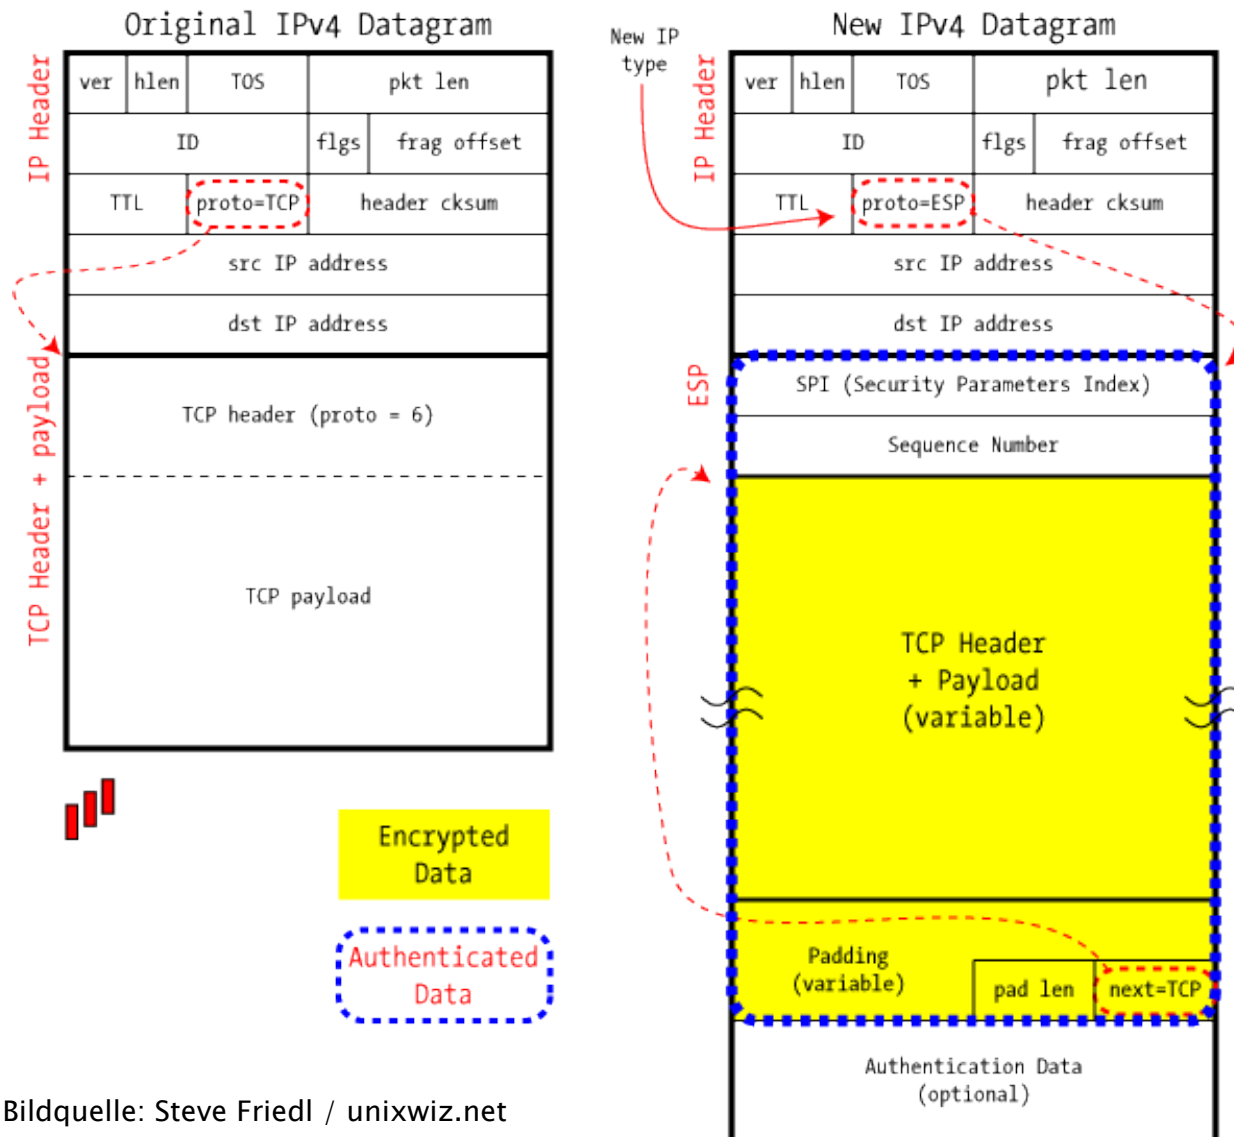 Original IPv4 Datagram
IP Header
ver hlen TOS pkt len
ID flgs frag offset
TTL proto=TCP header cksum
src IP address
dst IP address
TCP Header + payload
TCP header (proto = 6)
TCP payload
Encrypted
Data
Authenticated
Data
New IPv4 Datagram
New IP
type
IP Header
ver hlen TOS pkt len
ID flgs frag offset
TTL proto=ESP header cksum
src IP address
dst IP address
ESP
SPI (Security Parameters Index)
Sequence Number
TCP Header
+ Payload
(variable)
Padding
(variable)
pad len next=TCP
Authentication Data
(optional)
Bildquelle: Steve Friedl / unixwiz.net